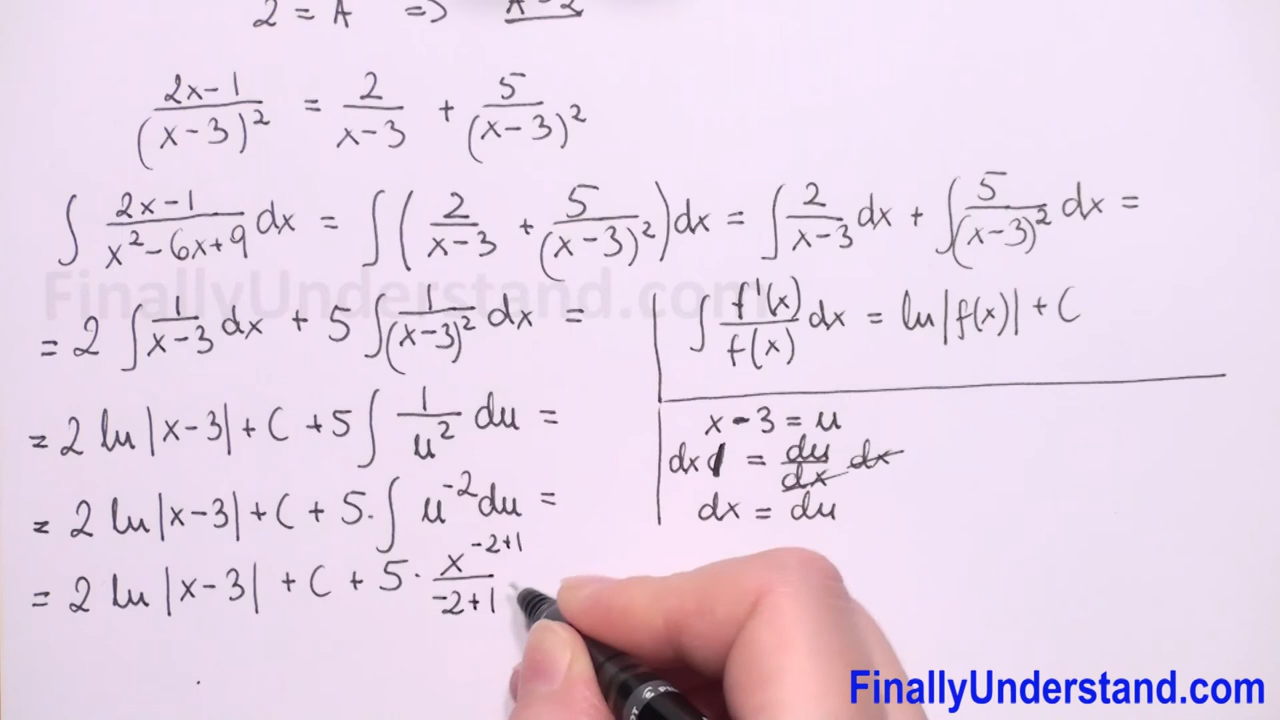 2 = A => A = 2
(2x-1)/(x-3)² = 2/(x-3) + 5/(x-3)²
∫ (2x-1)/(x²-6x+9) dx = ∫ ( 2/(x-3) + 5/(x-3)² ) dx = ∫ 2/(x-3) dx + ∫ 5/(x-3)² dx =
= 2 ∫ 1/(x-3) dx + 5 ∫ 1/(x-3)² dx =
∫ f'(x)/f(x) dx = ln|f(x)| + C
= 2 ln|x-3| + C + 5 ∫ 1/u² du =
x-3 = u
dx 1 = du/dx dx
dx = du
= 2 ln|x-3| + C + 5·∫ u⁻² du =
= 2 ln|x-3| + C + 5· x^(-2+1)/(-2+1)
FinallyUnderstand.com
FinallyUnderstand.com